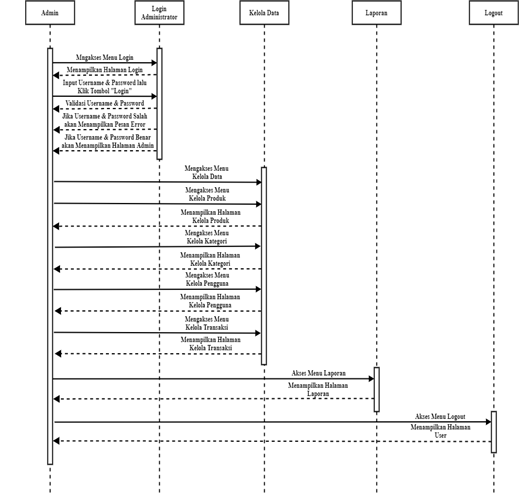 Admin
Login
Administrator
Kelola Data
Laporan
Logout
Mngakses Menu Login
Menampilkan Halaman Login
Input Username & Password lalu
Klik Tombol "Login"
Validasi Username & Password
Jika Username & Password Salah
akan Menampilkan Pesan Error
Jika Username & Password Benar
akan Menampilkan Halaman Admin
Mengakses Menu
Kelola Data
Mengakses Menu
Kelola Produk
Menampilkan Halaman
Kelola Produk
Mengakses Menu
Kelola Kategori
Menampilkan Halaman
Kelola Kategori
Mengakses Menu
Kelola Pengguna
Menampilkan Halaman
Kelola Pengguna
Mengakses Menu
Kelola Transaksi
Menampilkan Halaman
Kelola Transaksi
Akses Menu Laporan
Menampilkan Halaman
Laporan
Akses Menu Logout
Menampilkan Halaman
User